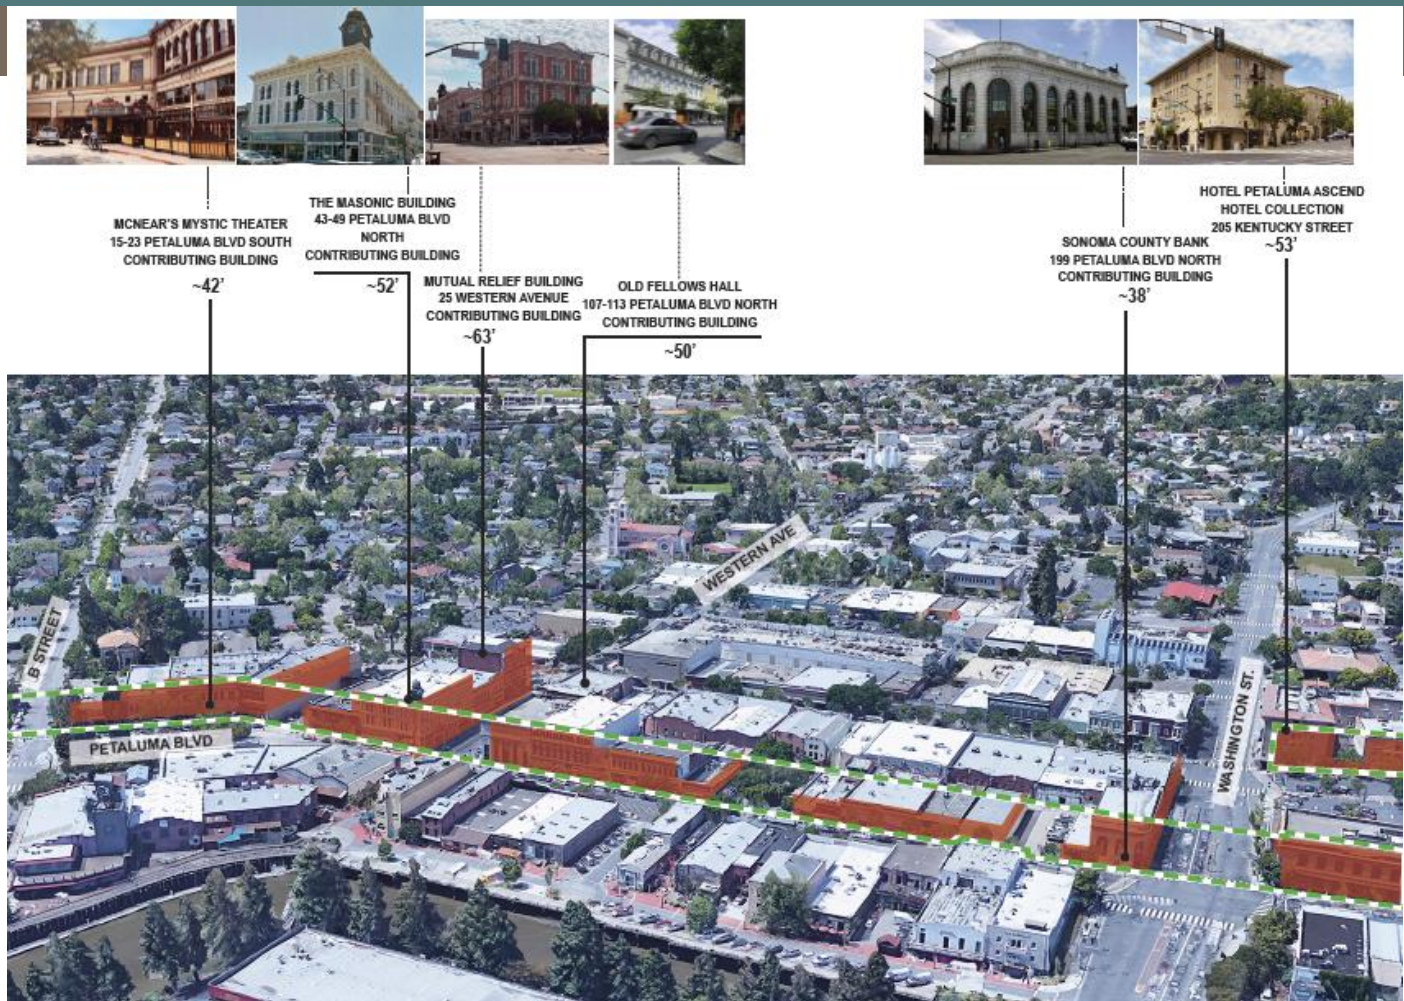 MCNEAR'S MYSTIC THEATER
15-23 PETALUMA BLVD SOUTH
CONTRIBUTING BUILDING
~42'
THE MASONIC BUILDING
43-49 PETALUMA BLVD
NORTH
CONTRIBUTING BUILDING
~52'
MUTUAL RELIEF BUILDING
25 WESTERN AVENUE
CONTRIBUTING BUILDING
~63'
OLD FELLOWS HALL
107-113 PETALUMA BLVD NORTH
CONTRIBUTING BUILDING
~50'
SONOMA COUNTY BANK
199 PETALUMA BLVD NORTH
CONTRIBUTING BUILDING
~38'
HOTEL PETALUMA ASCEND
HOTEL COLLECTION
205 KENTUCKY STREET
~53'
WESTERN AVE
B STREET
PETALUMA BLVD
WASHINGTON ST.